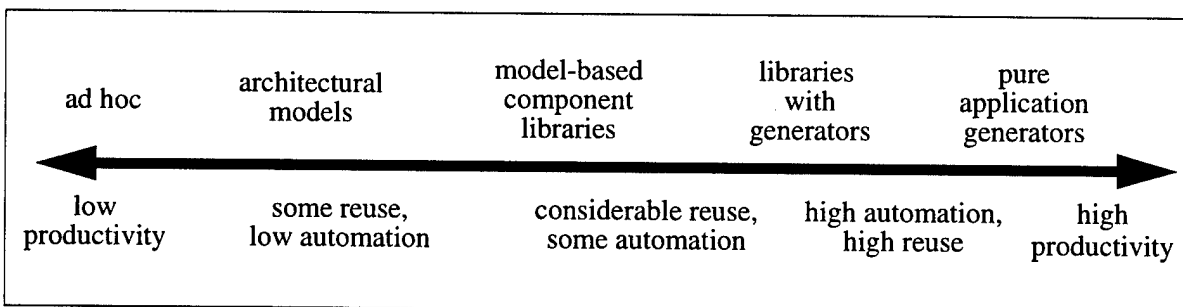 ad hoc
architectural
models
model-based
component
libraries
libraries
with
generators
pure
application
generators
low
productivity
some reuse,
low automation
considerable reuse,
some automation
high automation,
high reuse
high
productivity